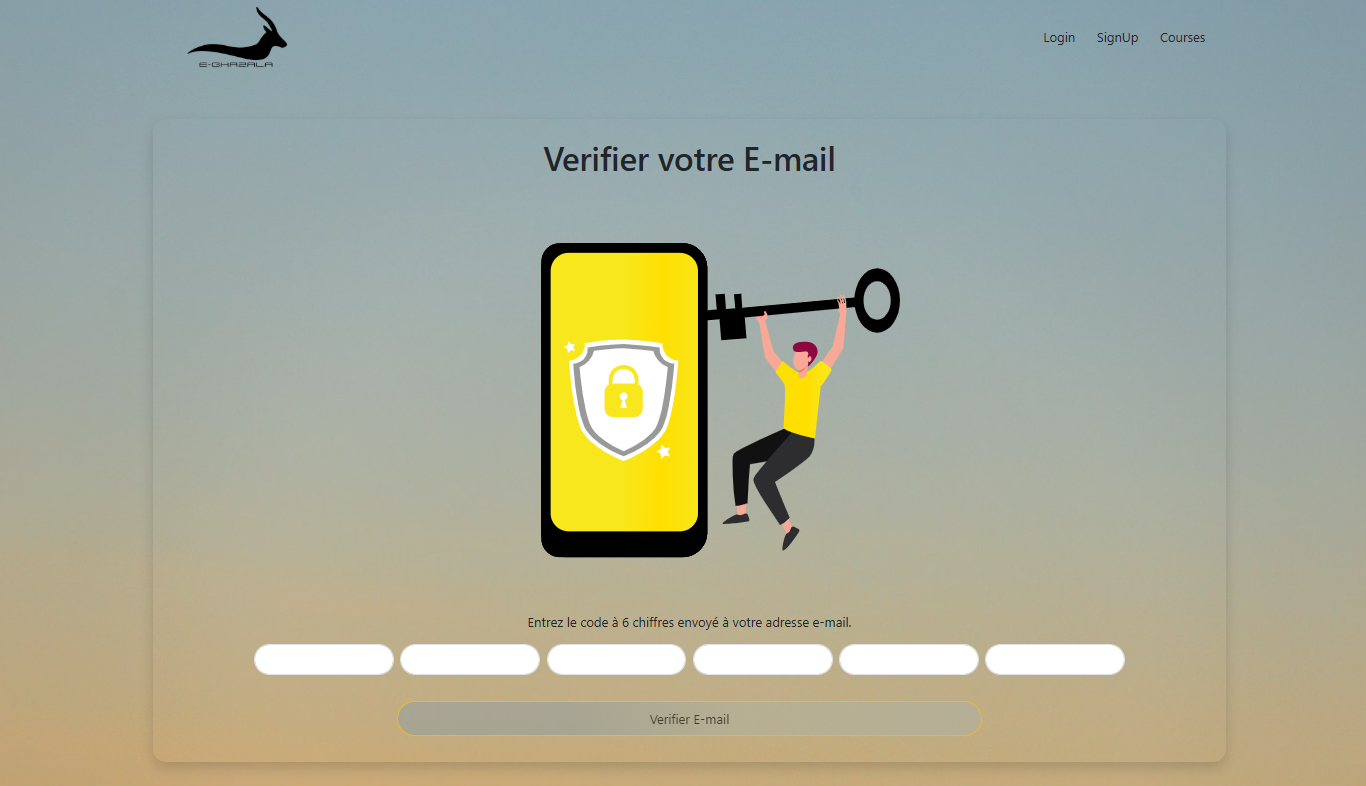 E-GHAZALA
Login SignUp Courses
Verifier votre E-mail
Entrez le code à 6 chiffres envoyé à votre adresse e-mail.
Verifier E-mail